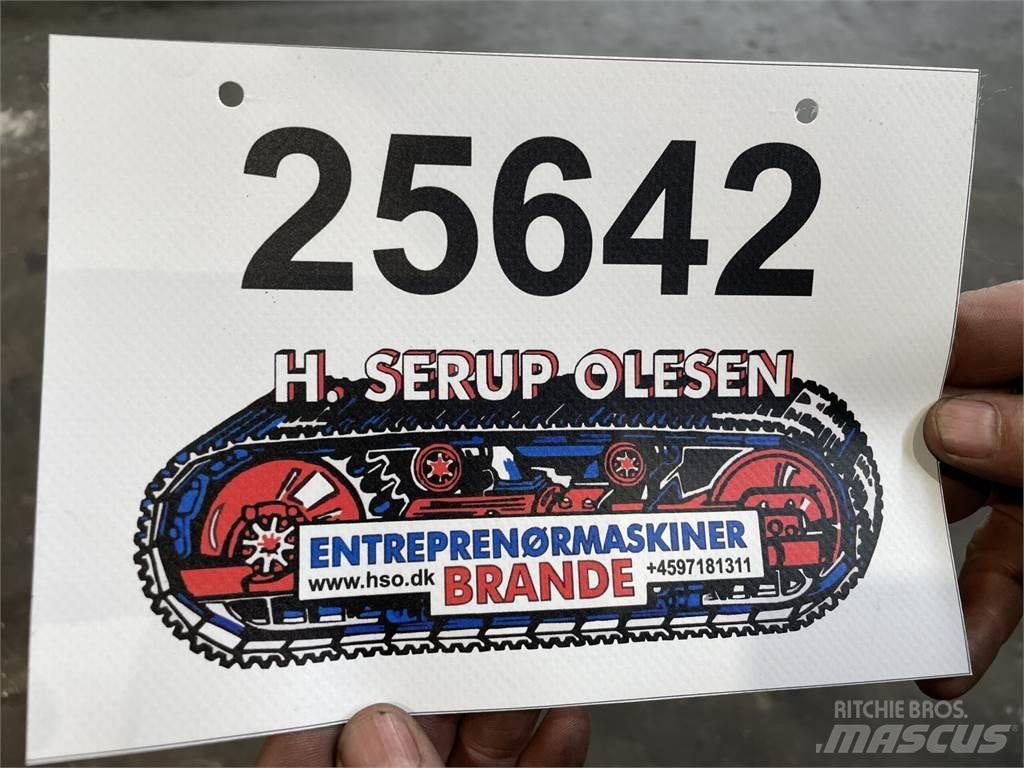 25642
H. SERUP OLESEN
ENTREPRENØRMASKINER
www.hso.dk BRANDE +4597181311
RITCHIE BROS.
MASCUS